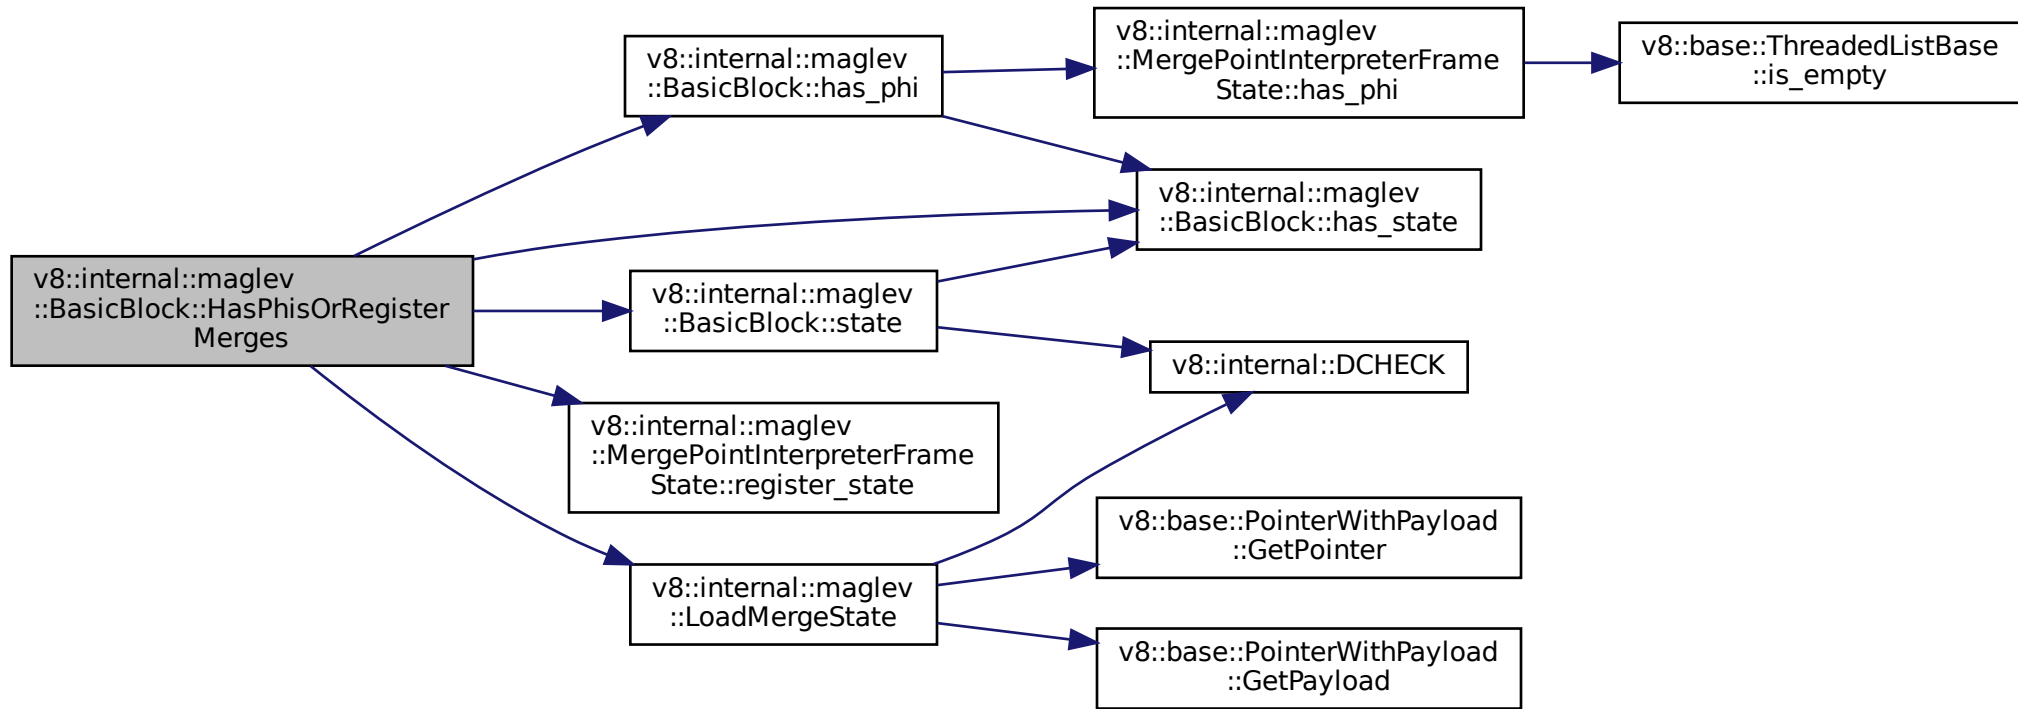 v8::internal::maglev
::BasicBlock::HasPhisOrRegister
Merges
v8::internal::maglev
::BasicBlock::has_phi
v8::internal::maglev
::MergePointInterpreterFrame
State::has_phi
v8::base::ThreadedListBase
::is_empty
v8::internal::maglev
::BasicBlock::has_state
v8::internal::maglev
::BasicBlock::state
v8::internal::DCHECK
v8::internal::maglev
::MergePointInterpreterFrame
State::register_state
v8::internal::maglev
::LoadMergeState
v8::base::PointerWithPayload
::GetPointer
v8::base::PointerWithPayload
::GetPayload